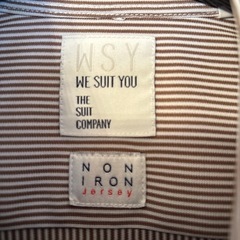 WSY
WE SUIT YOU
THE
SUIT
COMPANY
NON
IRON
Jersey